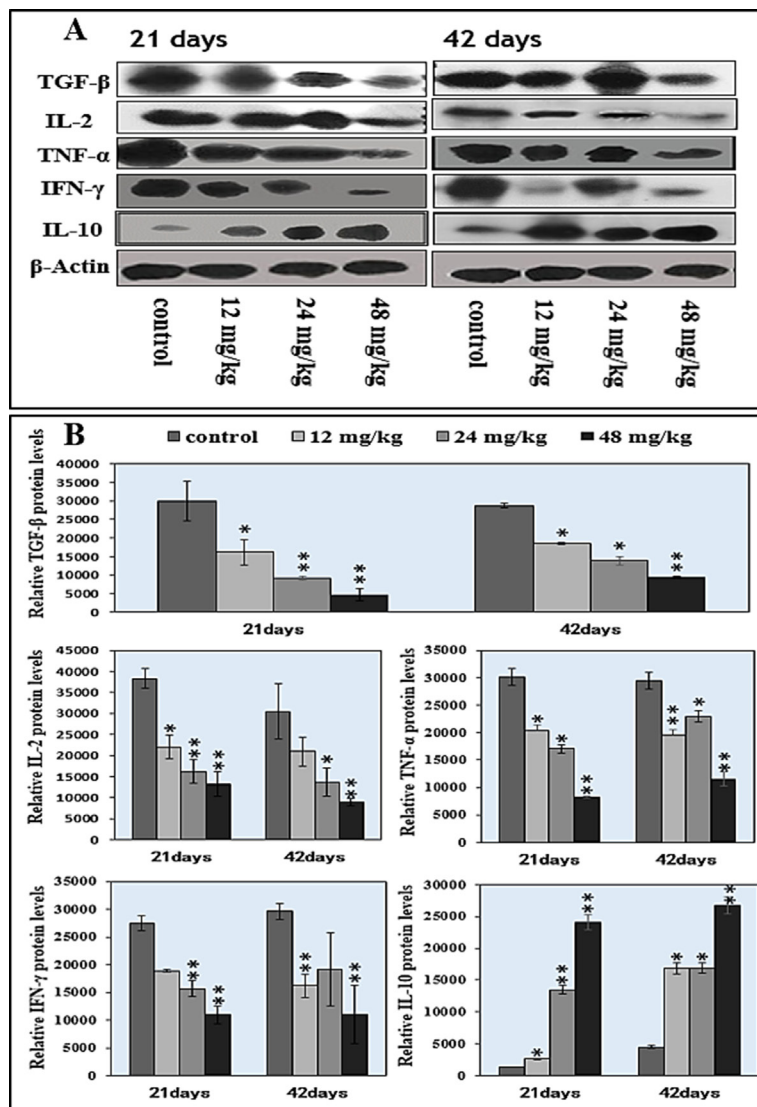 A
21 days
42 days
TGF-β
IL-2
TNF-α
IFN-γ
IL-10
β-Actin
control
12 mg/kg
24 mg/kg
48 mg/kg
control
12 mg/kg
24 mg/kg
48 mg/kg
B
control 12 mg/kg 24 mg/kg 48 mg/kg
Relative TGF-β protein levels
40000
35000
30000
25000
20000
15000
10000
5000
0
*
**
**
*
*
**
21days
42days
Relative IL-2 protein levels
45000
40000
35000
30000
25000
20000
15000
10000
5000
0
*
**
**
*
**
21days
42days
Relative TNF-α protein levels
35000
30000
25000
20000
15000
10000
5000
0
*
*
**
**
*
**
21days
42days
Relative IFN-γ protein levels
35000
30000
25000
20000
15000
10000
5000
0
**
**
**
**
21days
42days
Relative IL-10 protein levels
30000
25000
20000
15000
10000
5000
0
*
**
**
*
*
**
21days
42days